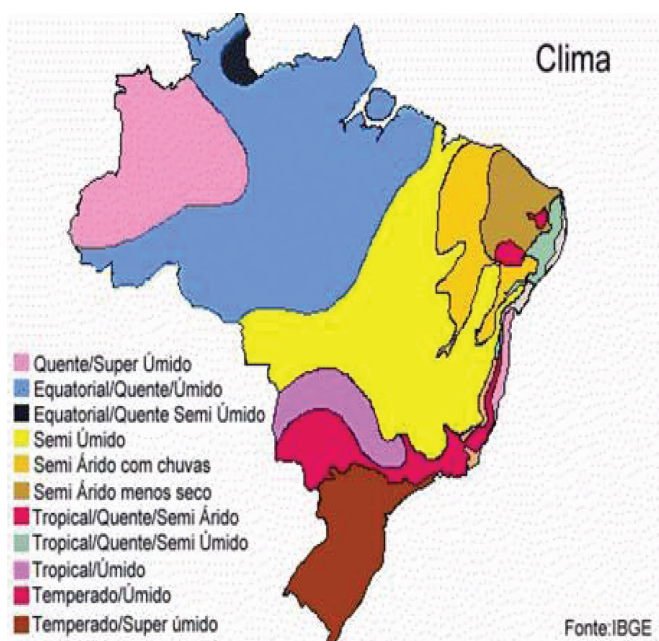 Clima
Quente/Super Úmido
Equatorial/Quente/Úmido
Equatorial/Quente Semi Úmido
Semi Úmido
Semi Árido com chuvas
Semi Árido menos seco
Tropical/Quente/Semi Árido
Tropical/Quente/Semi Úmido
Tropical/Úmido
Temperado/Úmido
Temperado/Super úmido
Fonte:IBGE